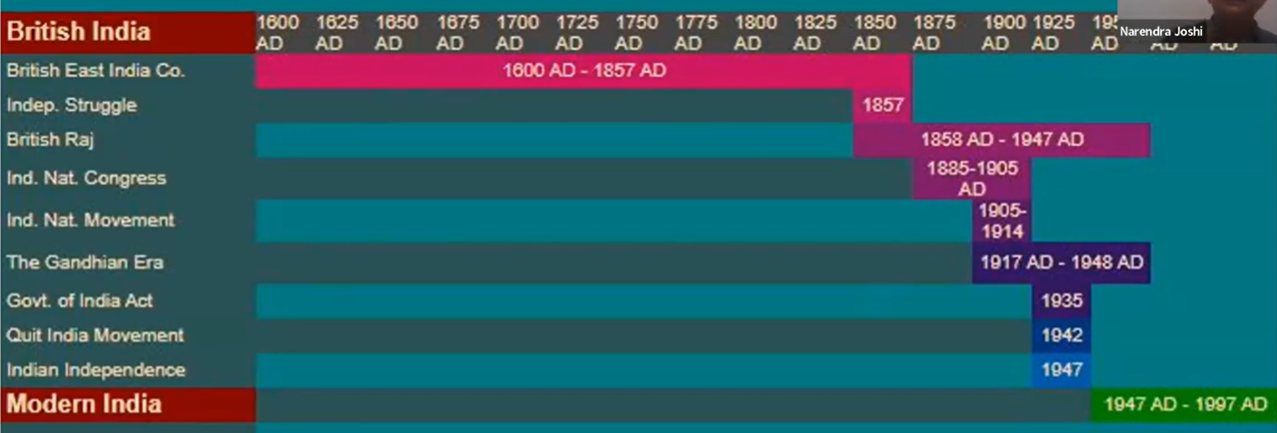 British India 1600 AD 1625 AD 1650 AD 1675 AD 1700 AD 1725 AD 1750 AD 1775 AD 1800 AD 1825 AD 1850 AD 1875 AD 1900 AD 1925 AD AD AD
Narendra Joshi
British East India Co. 1600 AD - 1857 AD
Indep. Struggle 1857
British Raj 1858 AD - 1947 AD
Ind. Nat. Congress 1885-1905 AD
Ind. Nat. Movement 1905-1914
The Gandhian Era 1917 AD - 1948 AD
Govt. of India Act 1935
Quit India Movement 1942
Indian Independence 1947
Modern India 1947 AD - 1997 AD